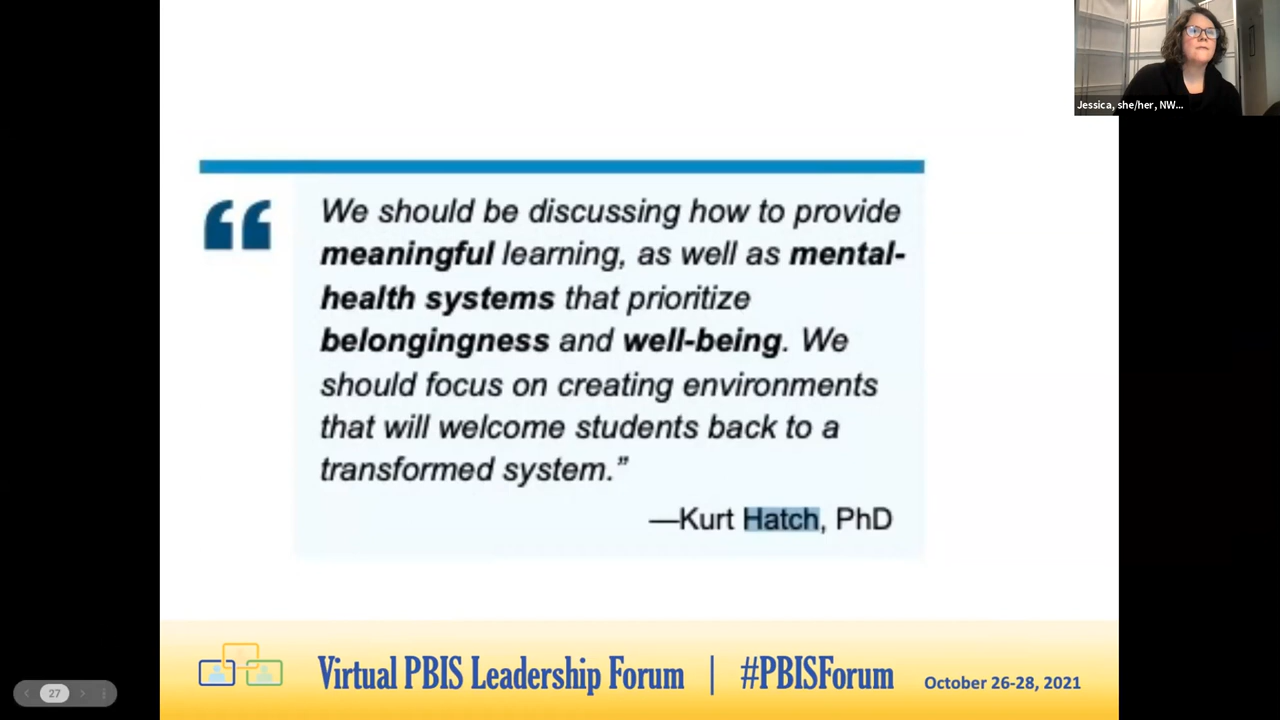 Jessica, she/her, NW...
“
We should be discussing how to provide
meaningful learning, as well as mental-
health systems that prioritize
belongingness and well-being. We
should focus on creating environments
that will welcome students back to a
transformed system.”
—Kurt Hatch, PhD
Virtual PBIS Leadership Forum | #PBISForum October 26-28, 2021
27